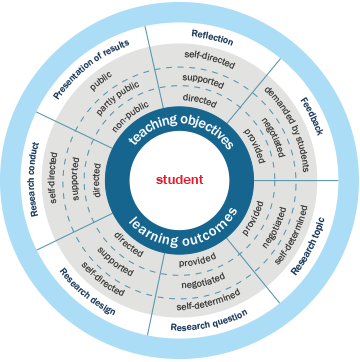 Reflection
self-directed
supported
directed
Feedback
demanded by students
negotiated
provided
Research topic
self-determined
negotiated
provided
Research question
self-determined
negotiated
provided
Research design
self-directed
supported
directed
Research conduct
self-directed
supported
directed
Presentation of results
public
partly public
non-public
teaching objectives
student
learning outcomes